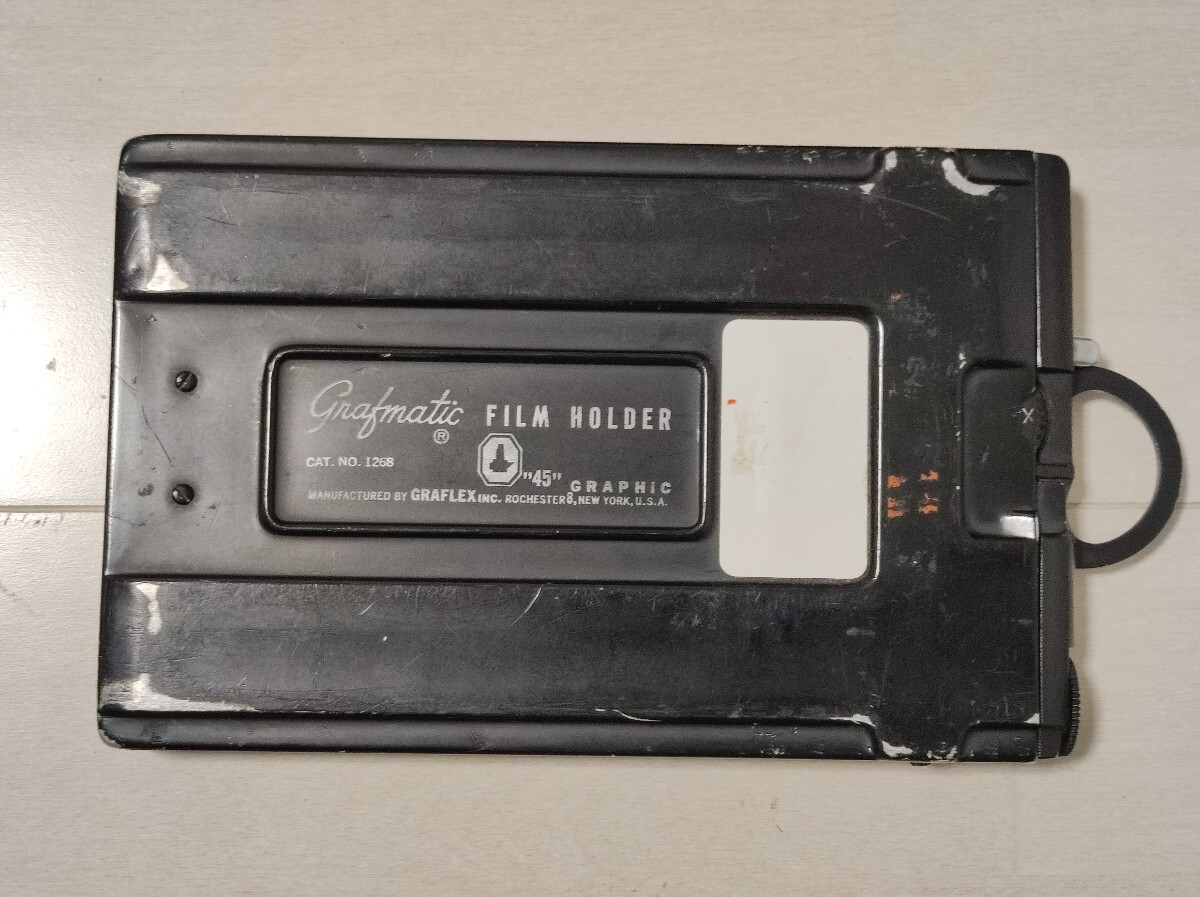 Grafmatic FILM HOLDER
®
CAT. NO. 1268
"45" GRAPHIC
MANUFACTURED BY GRAFLEX INC. ROCHESTER 8, NEW YORK, U.S.A.
X